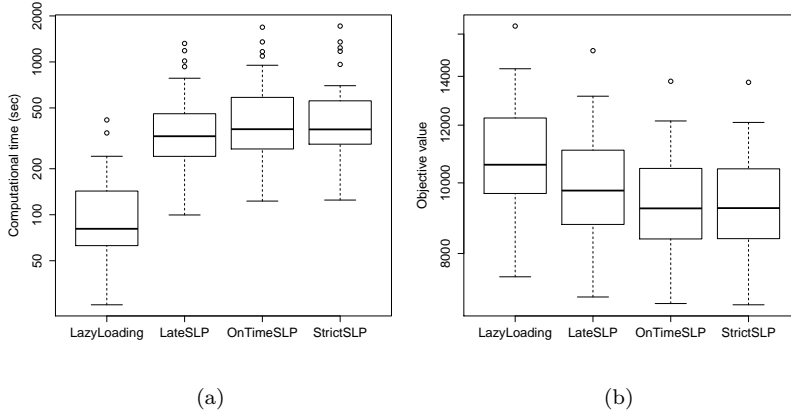 Computational time (sec)
2000
1000
500
200
100
50
LazyLoading LateSLP OnTimeSLP StrictSLP
(a)
Objective value
14000
12000
10000
8000
LazyLoading LateSLP OnTimeSLP StrictSLP
(b)